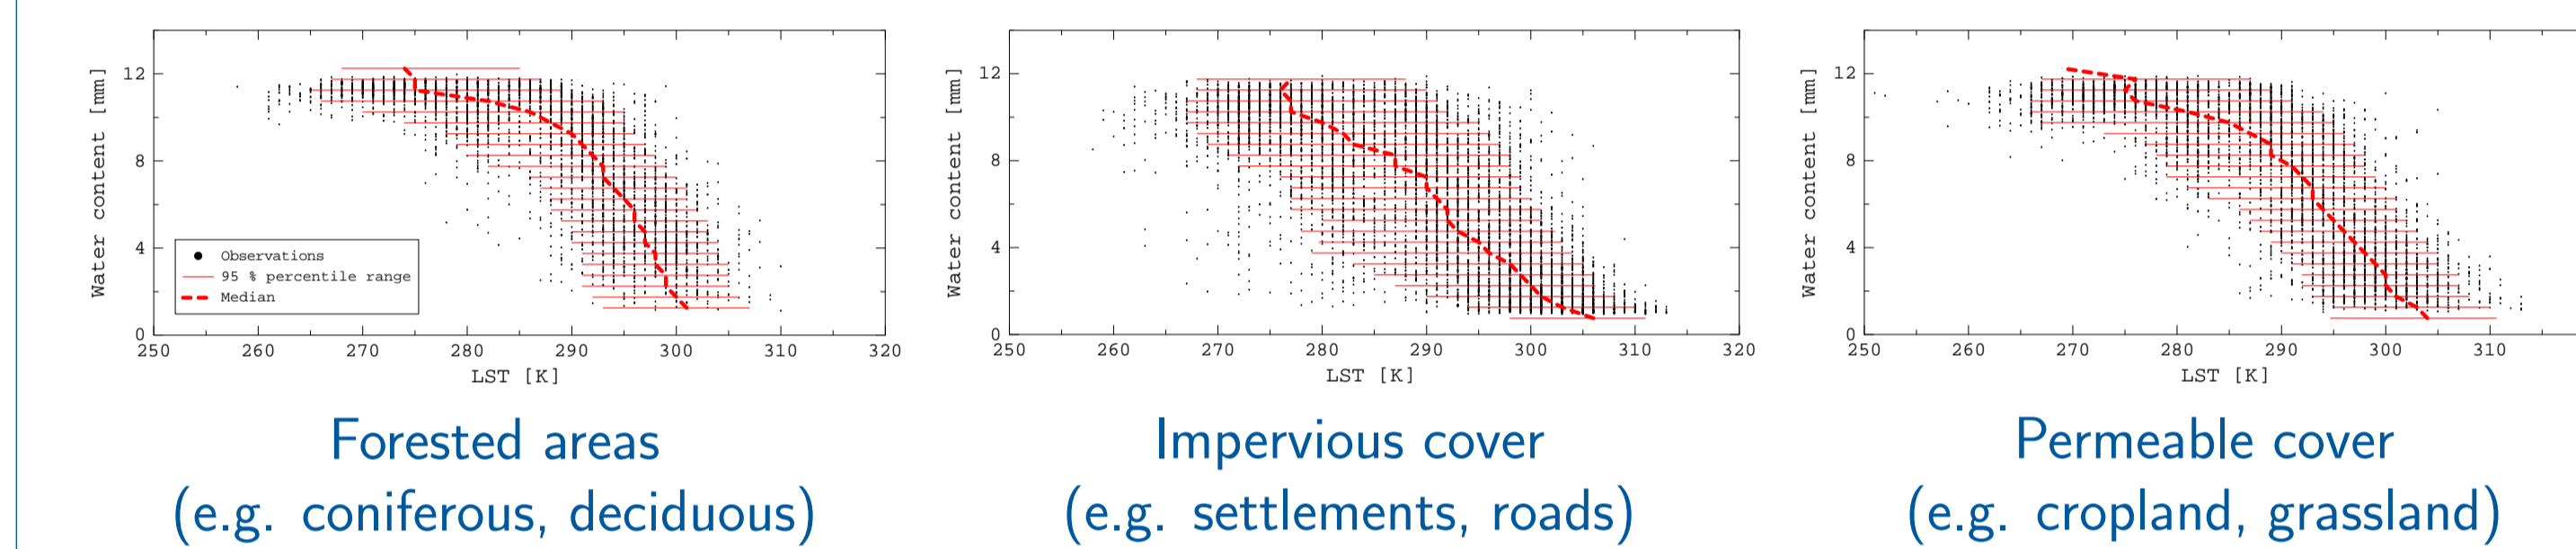 Water content [mm]
12
8
4
0
Observations
95 % percentile range
Median
250 260 270 280 290 300 310 320
LST [K]
Forested areas
(e.g. coniferous, deciduous)
Water content [mm]
12
8
4
0
250 260 270 280 290 300 310 320
LST [K]
Impervious cover
(e.g. settlements, roads)
Water content [mm]
12
8
4
0
250 260 270 280 290 300 310
LST [K]
Permeable cover
(e.g. cropland, grassland)